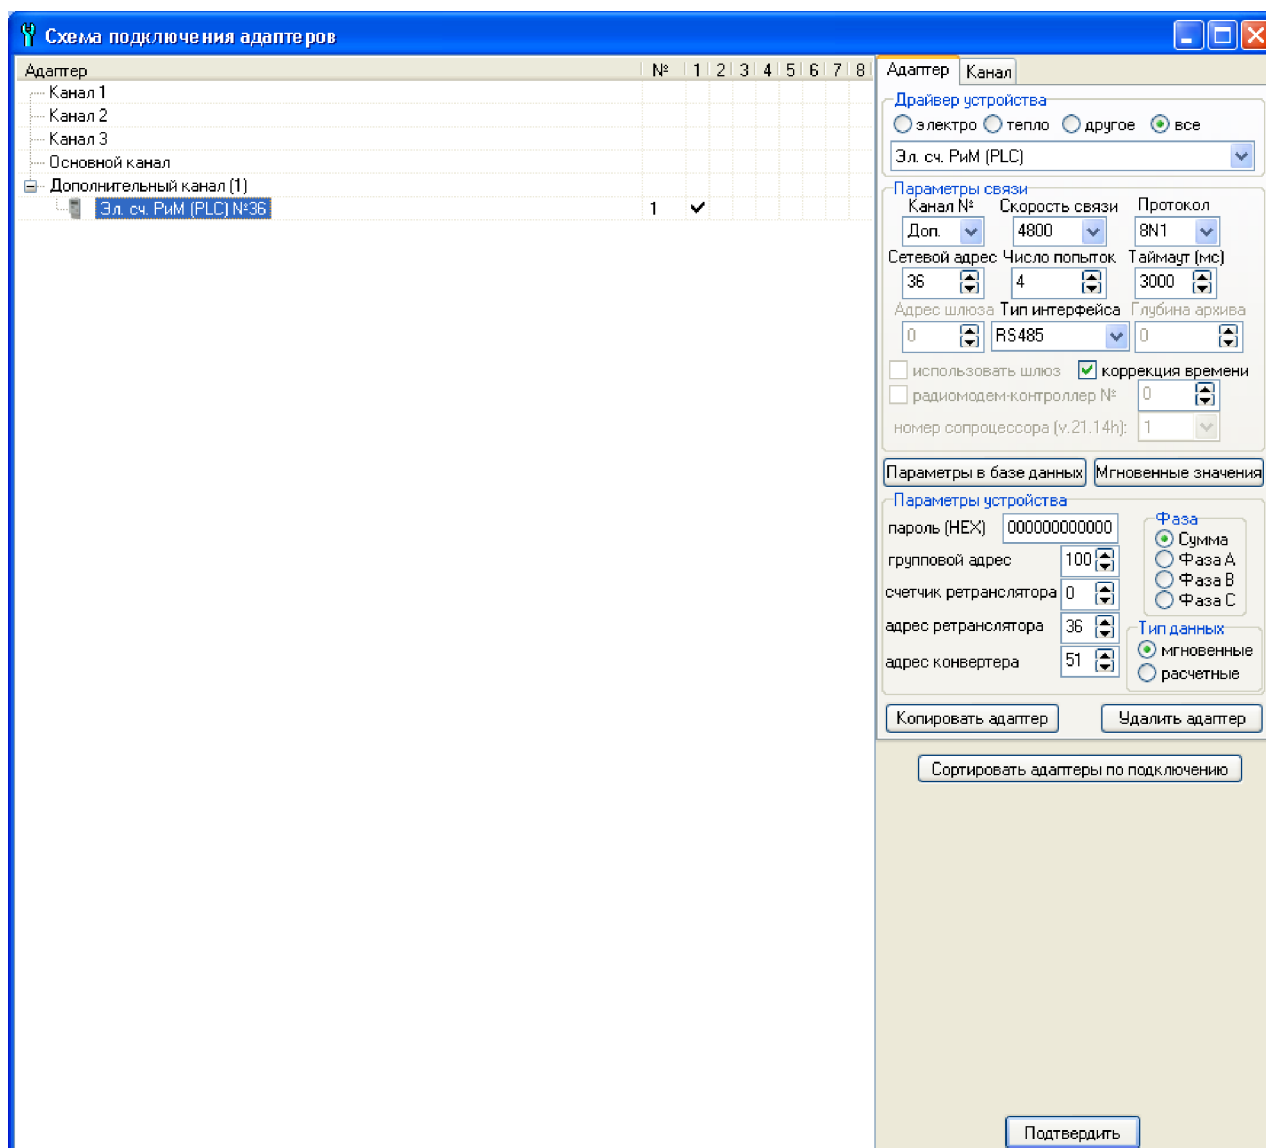 Схема подключения адаптеров
Адаптер № 1 2 3 4 5 6 7 8
Канал 1
Канал 2
Канал 3
Основной канал
Дополнительный канал (1)
Эл. сч. РиМ (PLC) №36 1
Адаптер Канал
Драйвер устройства
электро тепло другое все
Эл. сч. РиМ (PLC)
Параметры связи
Канал № Скорость связи Протокол
Доп. 4800 8N1
Сетевой адрес Число попыток Таймаут (мс)
36 4 3000
Адрес шлюза Тип интерфейса Глубина архива
0 RS485 0
использовать шлюз коррекция времени
радиомодем-контроллер № 0
номер сопроцессора (v.21.14h): 1
Параметры в базе данных Мгновенные значения
Параметры устройства
пароль (HEX) 000000000000
групповой адрес 100
счетчик ретранслятора 0
адрес ретранслятора 36
адрес конвертера 51
Фаза
Сумма
Фаза А
Фаза В
Фаза С
Тип данных
мгновенные
расчетные
Копировать адаптер Удалить адаптер
Сортировать адаптеры по подключению
Подтвердить